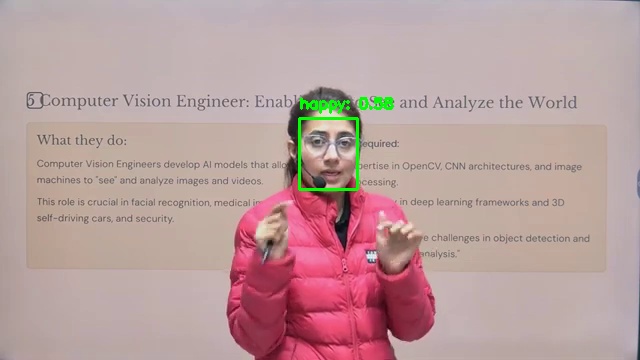 5 Computer Vision Engineer: Enabl and Analyze the World
happy: 0.58
What they do:
Computer Vision Engineers develop AI models that allo
machines to "see" and analyze images and videos.
This role is crucial in facial recognition, medical im
self-driving cars, and security.
equired:
pertise in OpenCV, CNN architectures, and image
cessing.
y in deep learning frameworks and 3D
e challenges in object detection and
analysis."